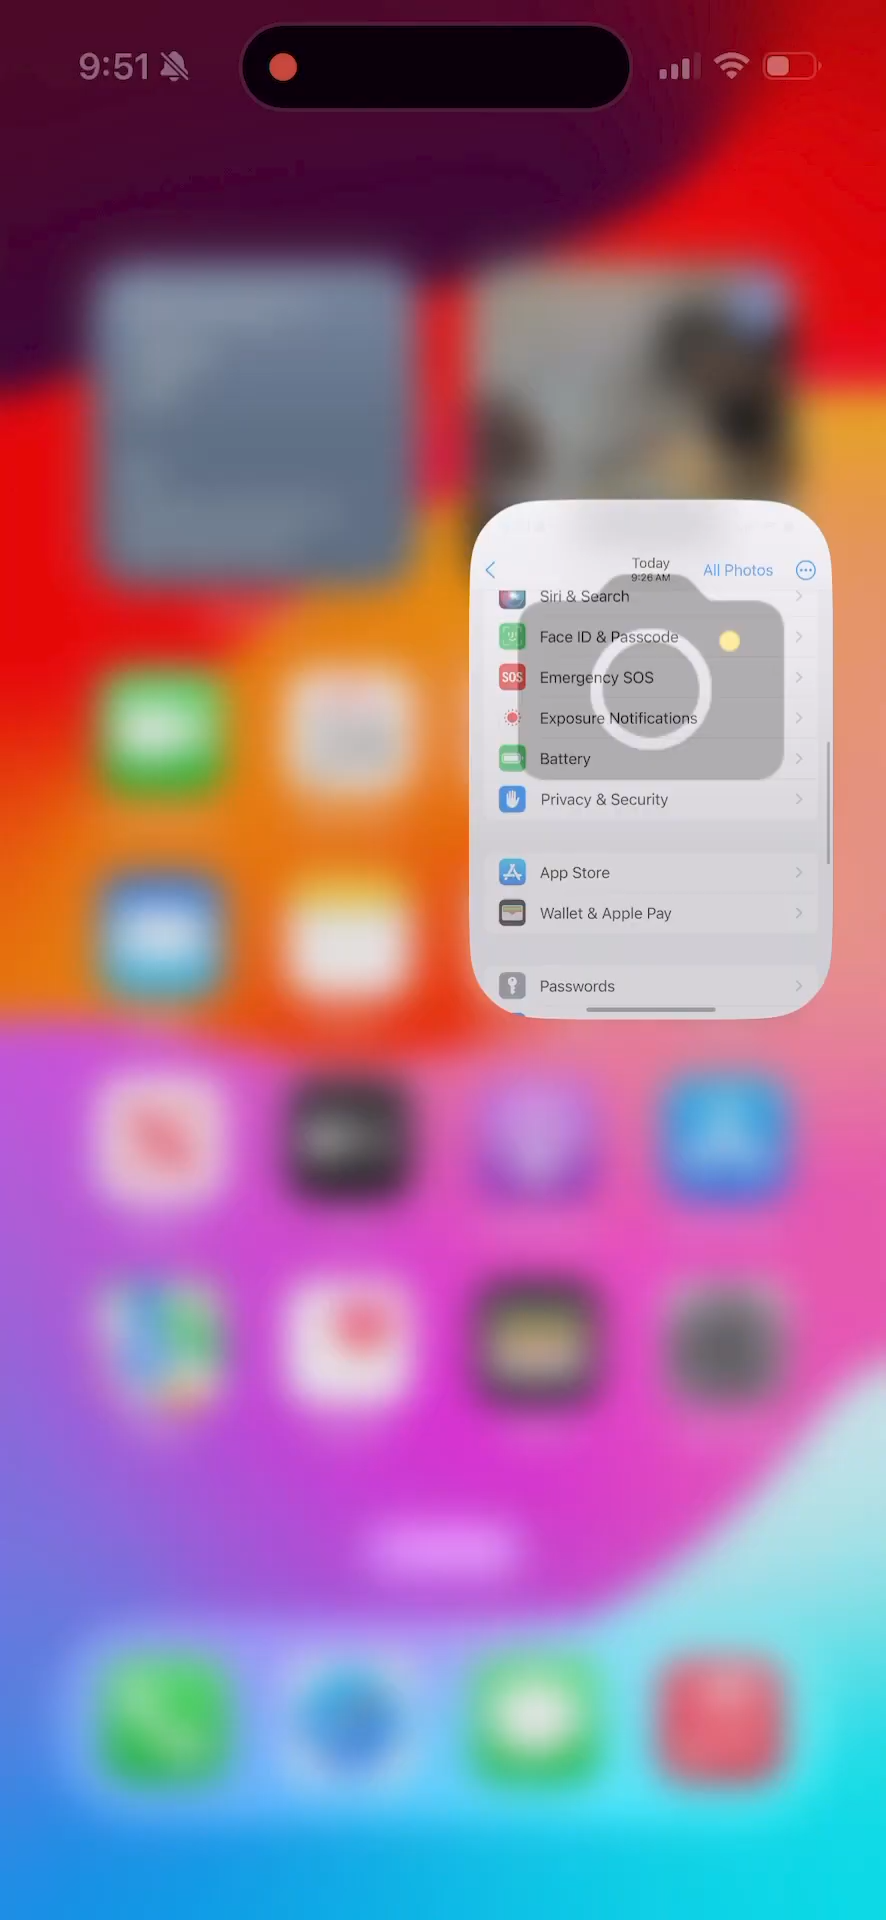 9:51
Today
9:26 AM
All Photos
Siri & Search
Face ID & Passcode
SOS
Emergency SOS
Exposure Notifications
Battery
Privacy & Security
App Store
Wallet & Apple Pay
Passwords